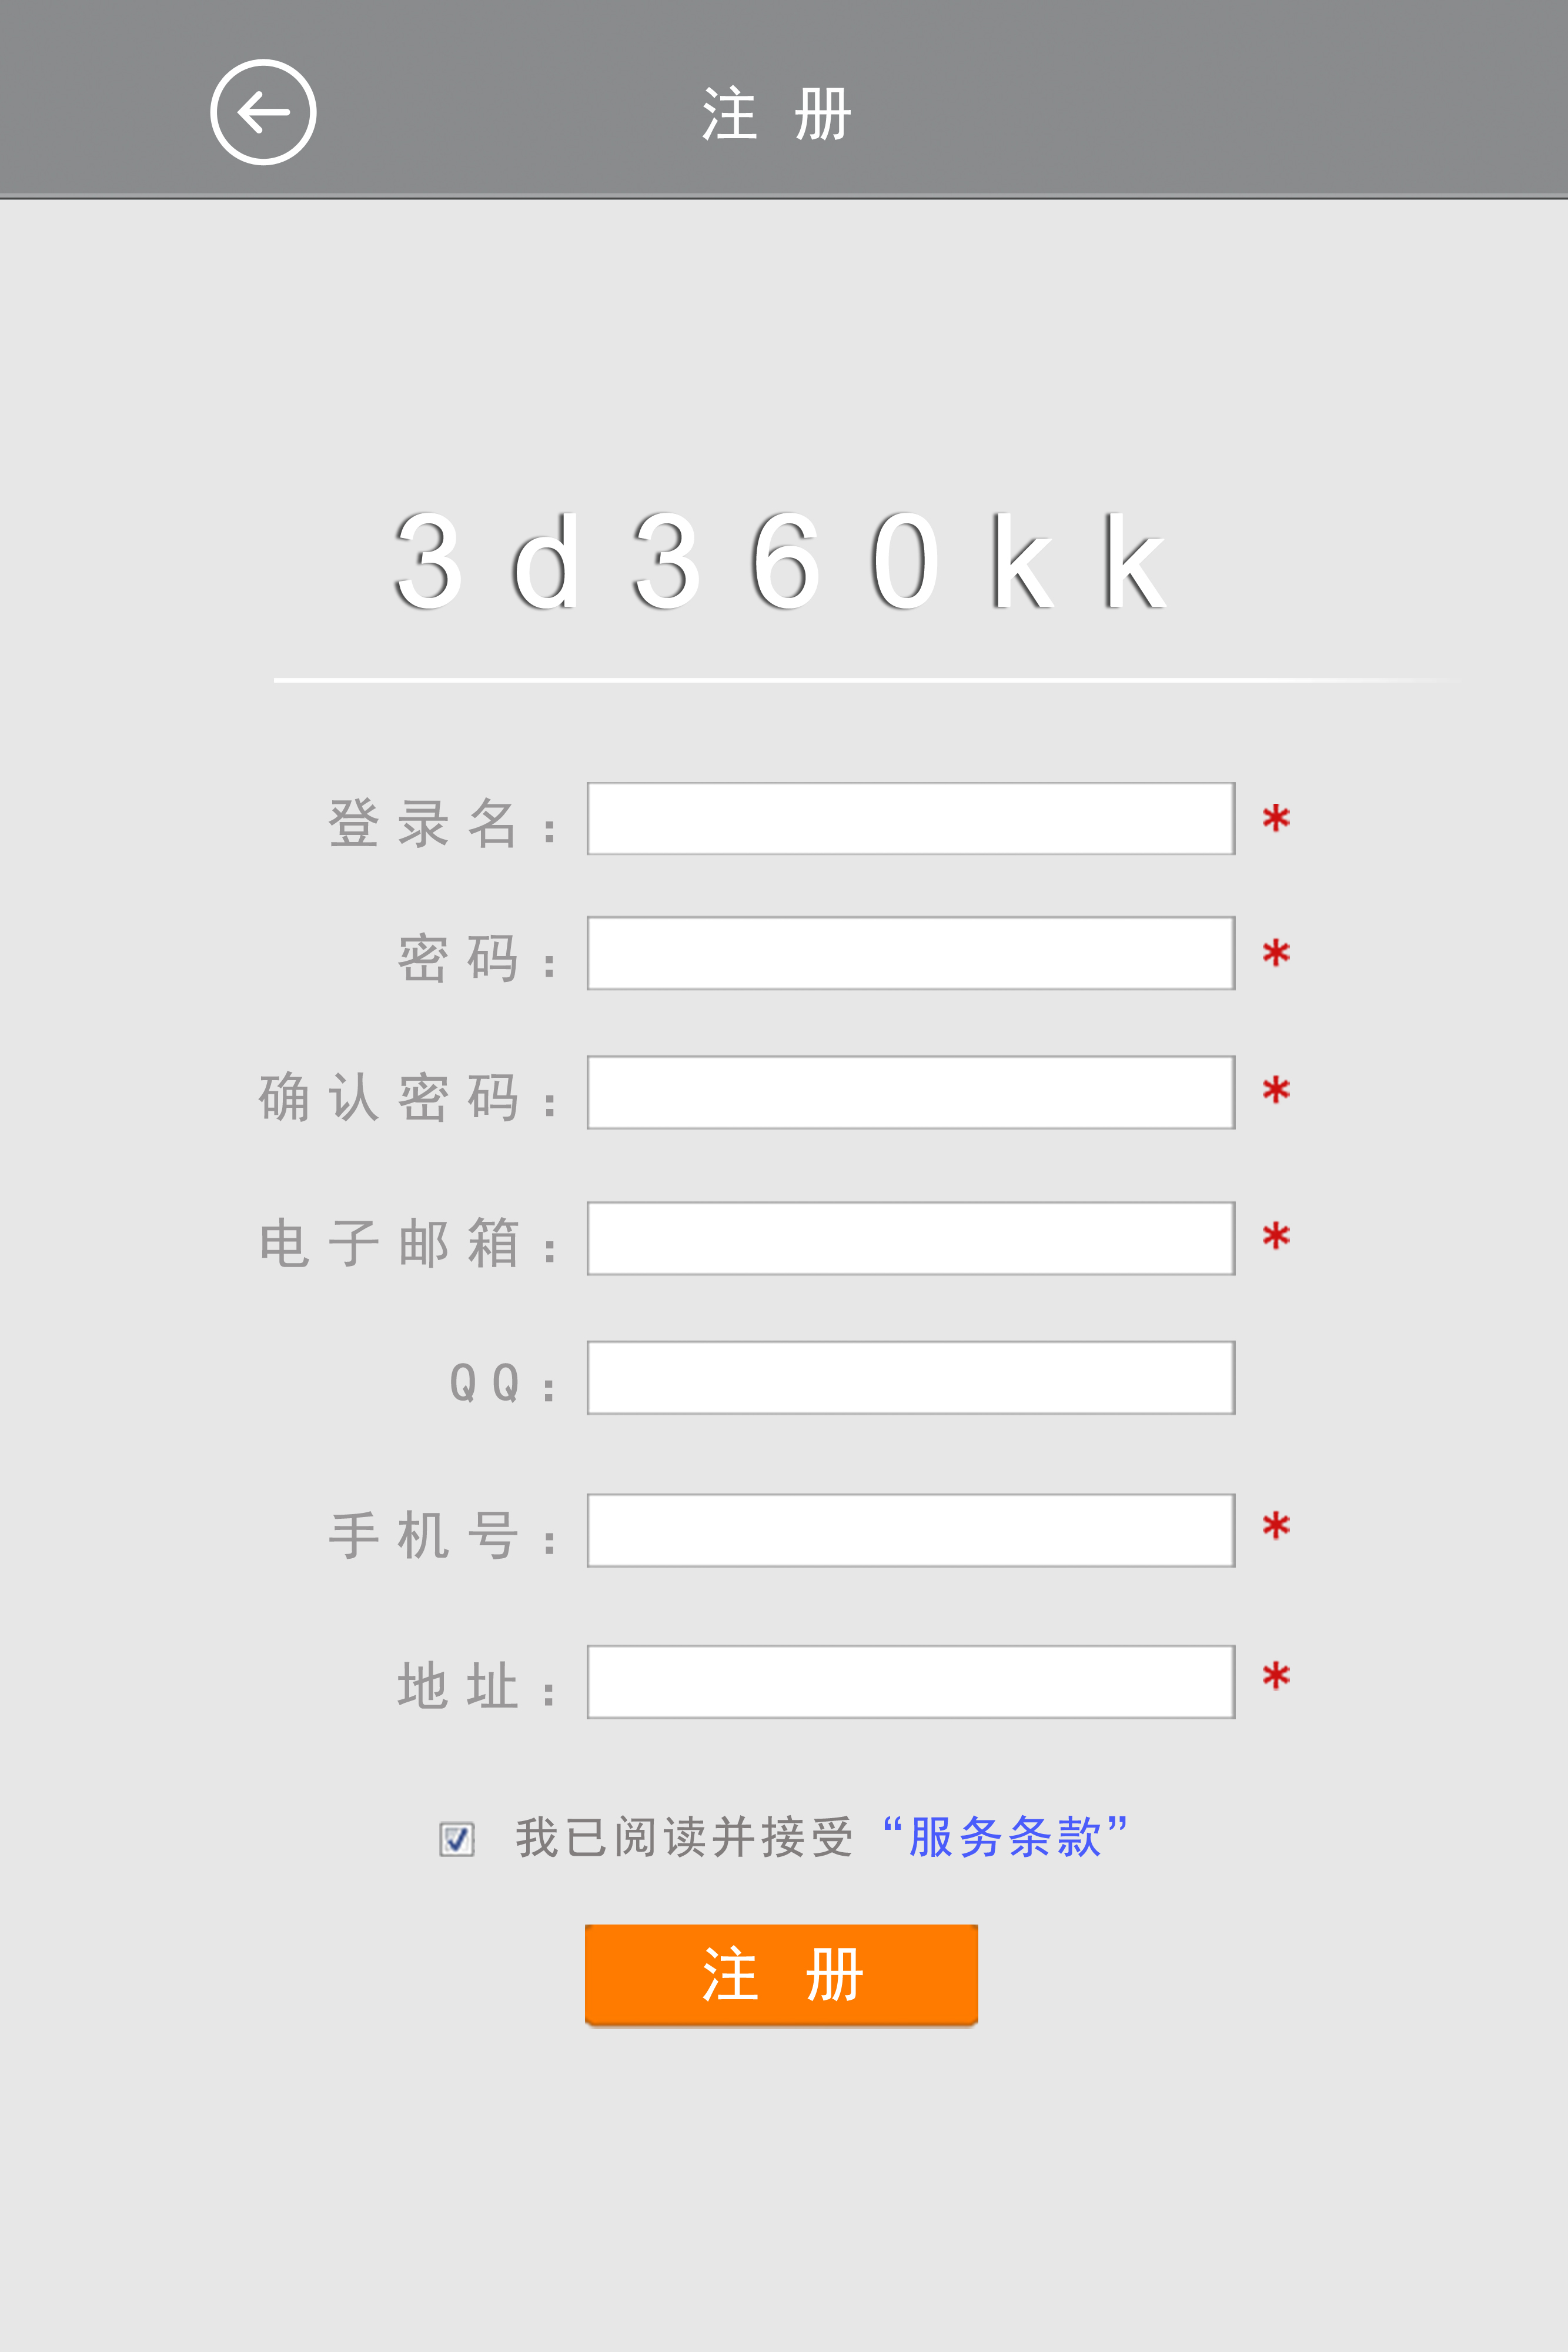 注册
3d360kk
登录名: *
密码: *
确认密码: *
电子邮箱: *
QQ:
手机号: *
地址: *
我已阅读并接受“服务条款”
注册